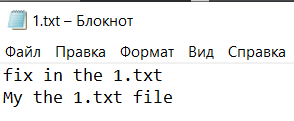 1.txt – Блокнот
Файл Правка Формат Вид Справка
fix in the 1.txt
My the 1.txt file